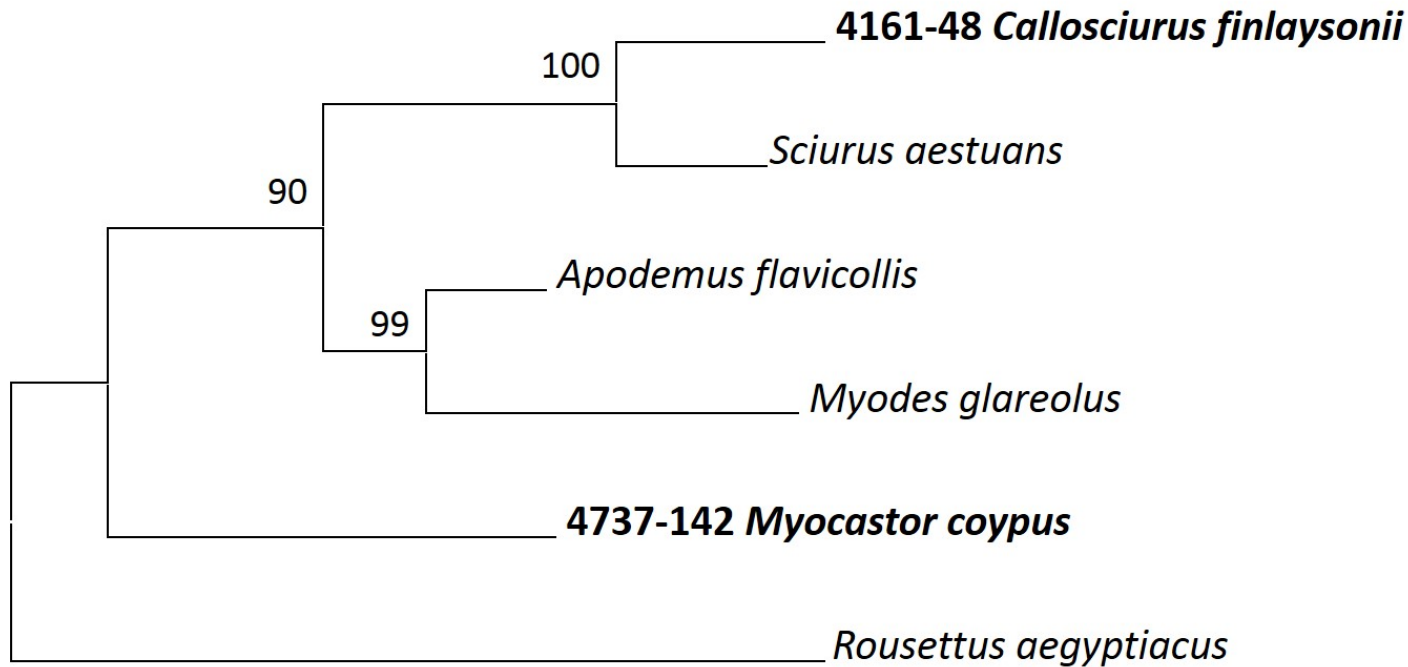 4161-48 Callosciurus finlaysonii
100
Sciurus aestuans
90
Apodemus flavicollis
99
Myodes glareolus
4737-142 Myocastor coypus
Rousettus aegyptiacus